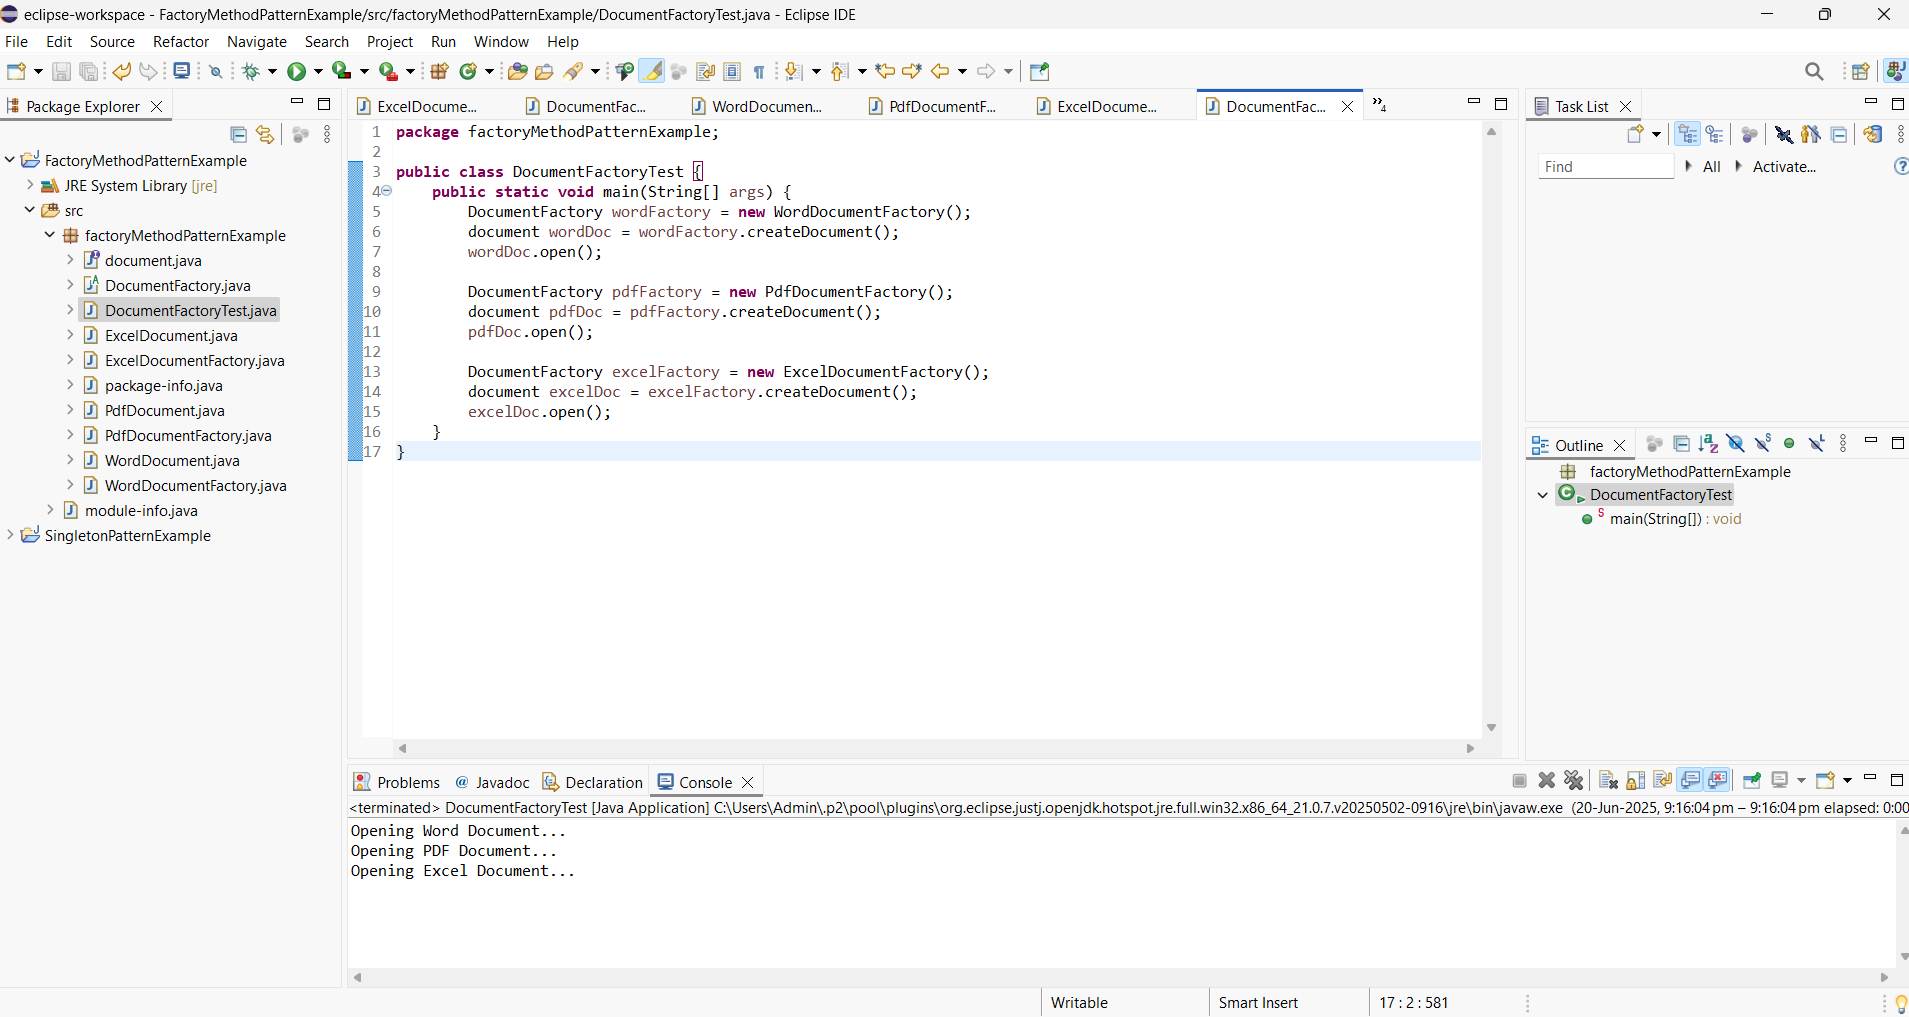 eclipse-workspace - FactoryMethodPatternExample/src/factoryMethodPatternExample/DocumentFactoryTest.java - Eclipse IDE
File Edit Source Refactor Navigate Search Project Run Window Help
Package Explorer
FactoryMethodPatternExample
JRE System Library [jre]
src
factoryMethodPatternExample
document.java
DocumentFactory.java
DocumentFactoryTest.java
ExcelDocument.java
ExcelDocumentFactory.java
package-info.java
PdfDocument.java
PdfDocumentFactory.java
WordDocument.java
WordDocumentFactory.java
module-info.java
SingletonPatternExample
ExcelDocume... DocumentFac... WordDocumen... PdfDocumentF... ExcelDocume... DocumentFac... »4
1 package factoryMethodPatternExample;
2
3 public class DocumentFactoryTest {
4 public static void main(String[] args) {
5 DocumentFactory wordFactory = new WordDocumentFactory();
6 document wordDoc = wordFactory.createDocument();
7 wordDoc.open();
8
9 DocumentFactory pdfFactory = new PdfDocumentFactory();
10 document pdfDoc = pdfFactory.createDocument();
11 pdfDoc.open();
12
13 DocumentFactory excelFactory = new ExcelDocumentFactory();
14 document excelDoc = excelFactory.createDocument();
15 excelDoc.open();
16 }
17 }
Task List
Find All Activate...
Outline
factoryMethodPatternExample
DocumentFactoryTest
main(String[]) : void
Problems @ Javadoc Declaration Console
<terminated> DocumentFactoryTest [Java Application] C:\Users\Admin\.p2\pool\plugins\org.eclipse.justj.openjdk.hotspot.jre.full.win32.x86_64_21.0.7.v20250502-0916\jre\bin\javaw.exe (20-Jun-2025, 9:16:04 pm – 9:16:04 pm elapsed: 0:00
Opening Word Document...
Opening PDF Document...
Opening Excel Document...
Writable Smart Insert 17 : 2 : 581